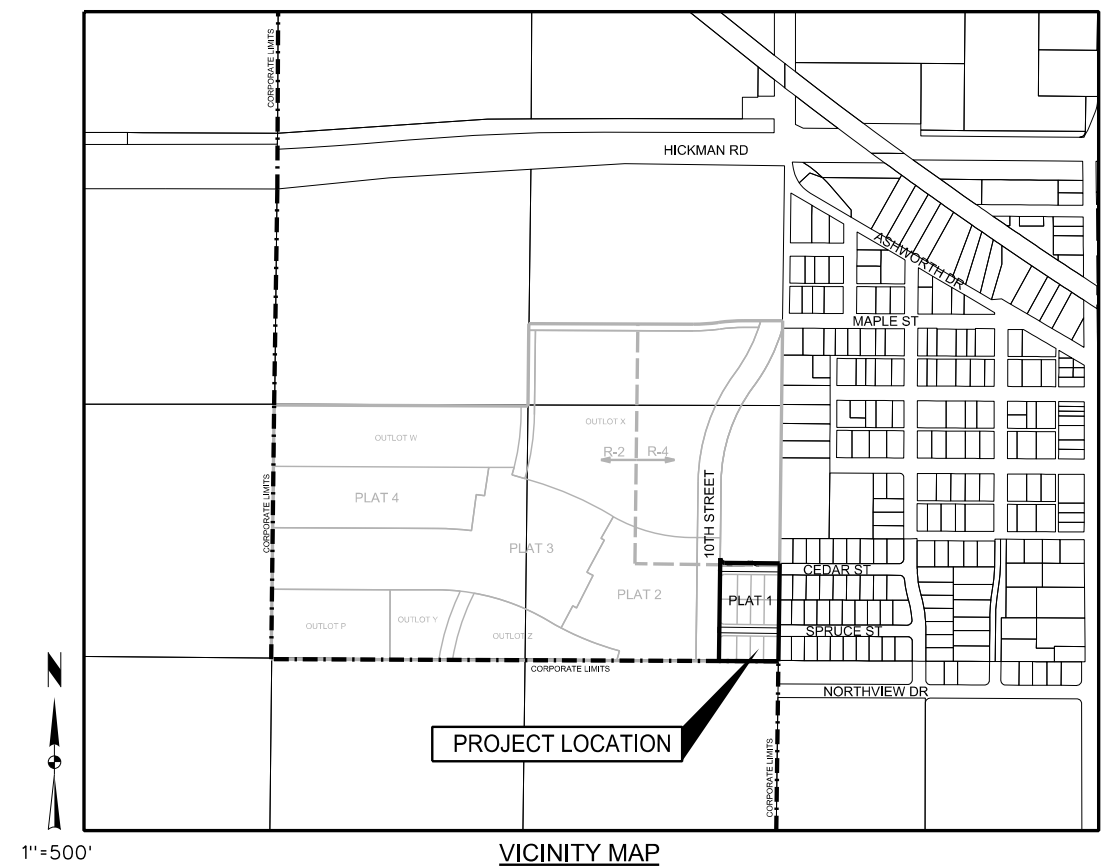 CORPORATE LIMITS
HICKMAN RD
ASHWORTH DR
MAPLE ST
OUTLOT X
OUTLOT W
R-2 R-4
PLAT 4
10TH STREET
CORPORATE LIMITS
PLAT 3
CEDAR ST
PLAT 2
PLAT 1
OUTLOT P
OUTLOT Y
OUTLOT Z
SPRUCE ST
CORPORATE LIMITS
NORTHVIEW DR
N
PROJECT LOCATION
CORPORATE LIMITS
1"=500'
VICINITY MAP